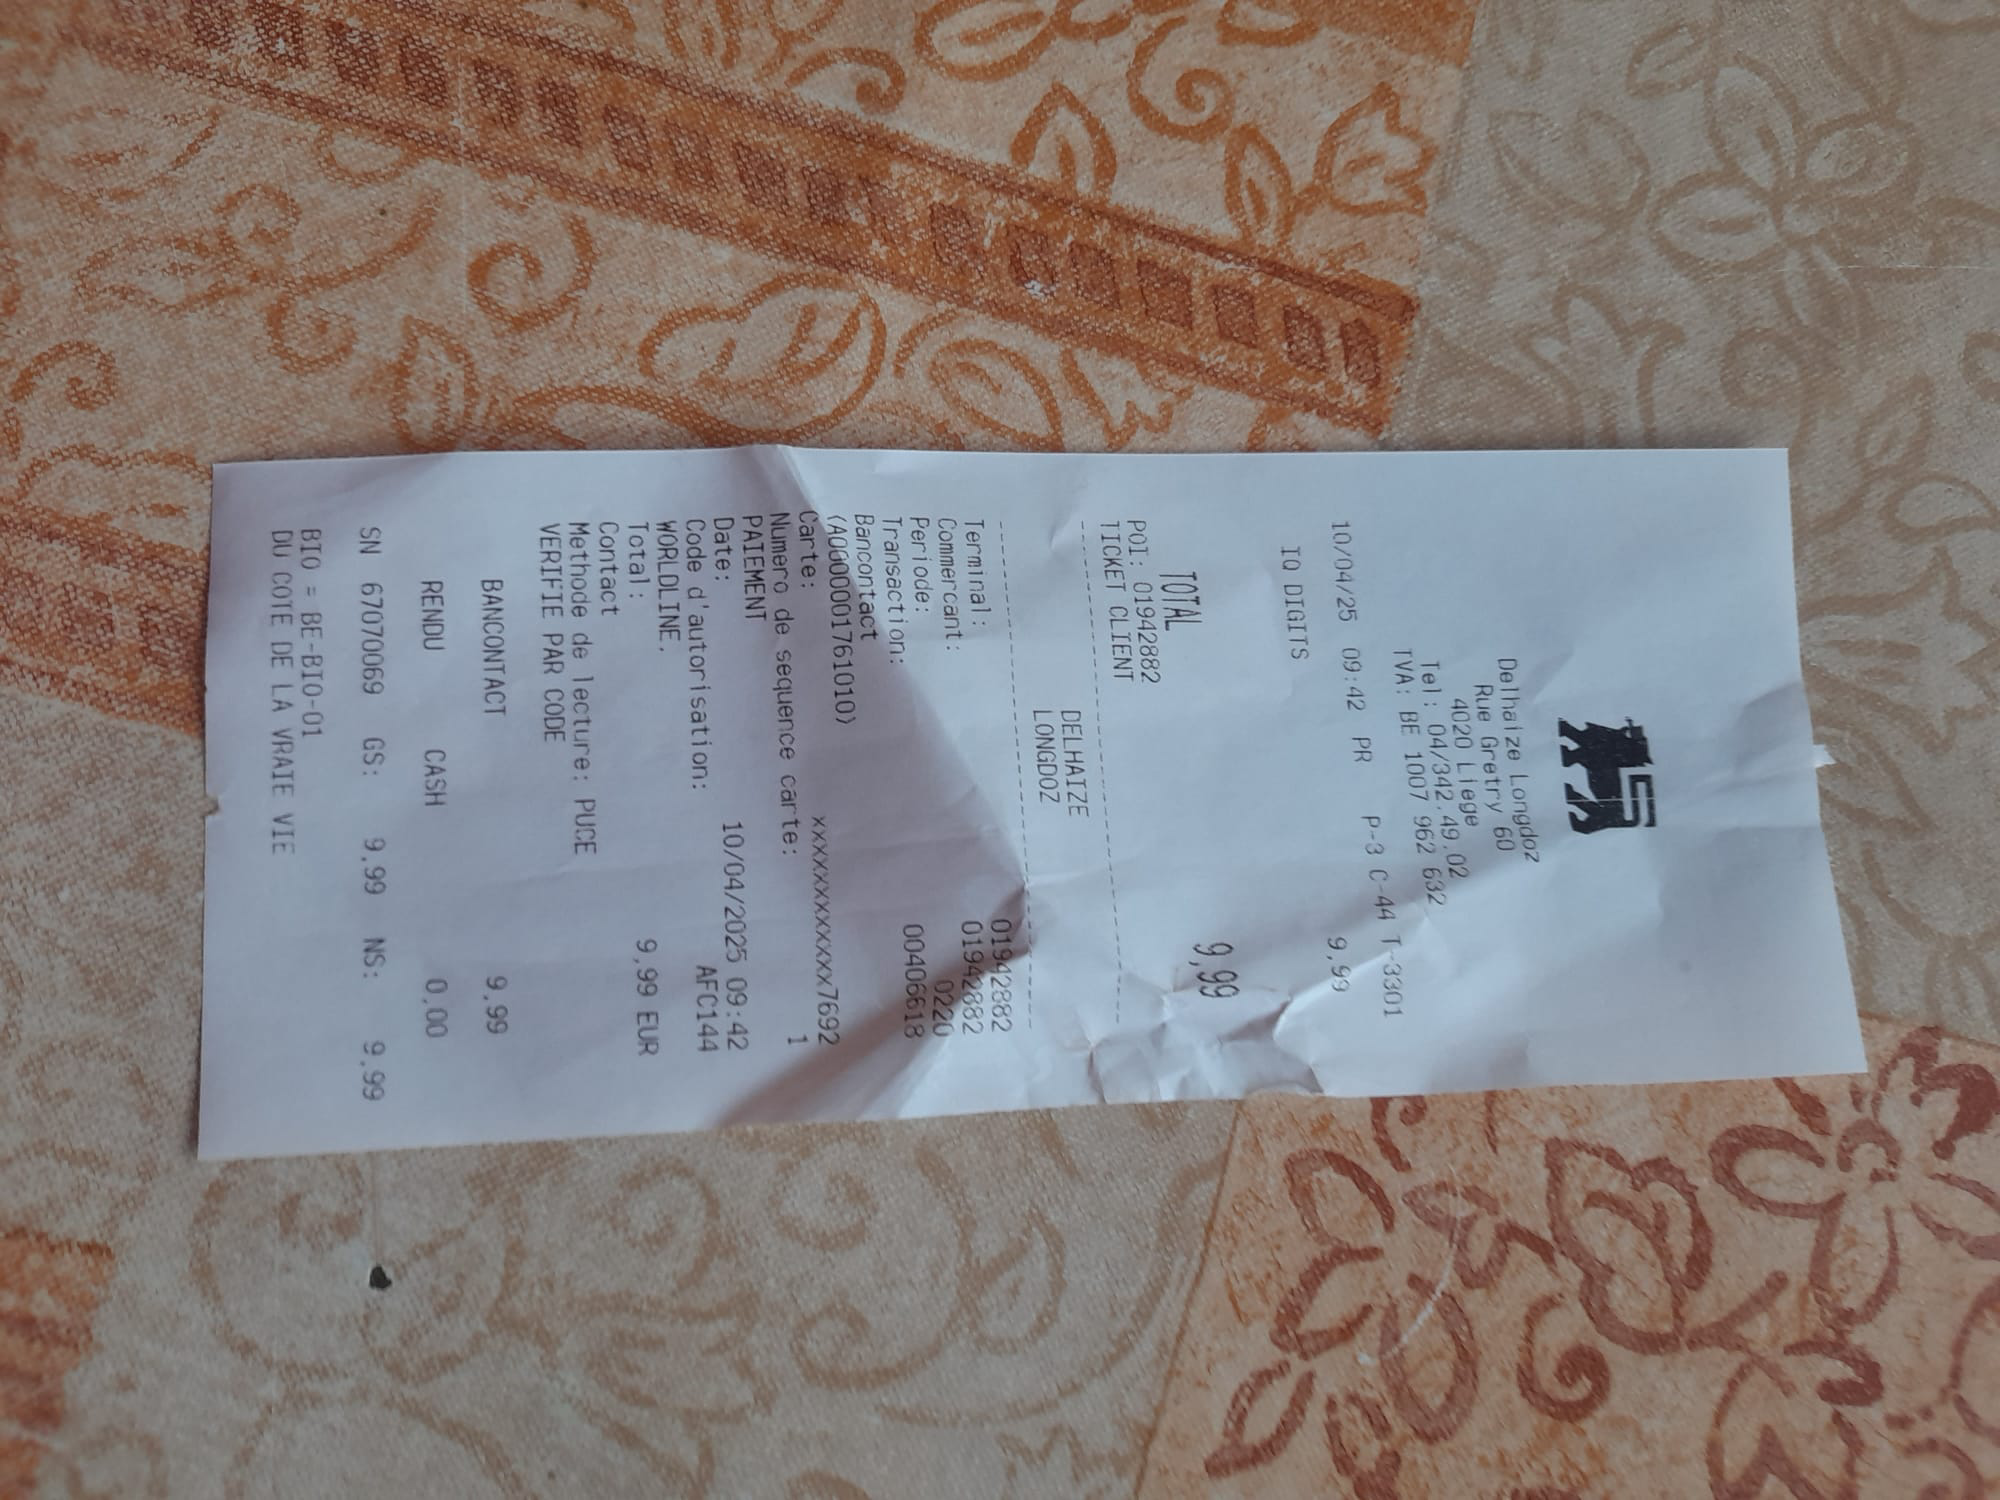 Delhaize Longdoz
Rue Gretry 60
4020 Liege
Tel: 04/342.49.02
TVA: BE 1007 962 632
10/04/25 09:42 PR P-3 C-44 T-3301
IQ DIGITS 9,99
TOTAL 9,99
POI: 01942882
TICKET CLIENT
DELHAIZE
LONGDOZ
Terminal: 01942882
Commercant: 01942882
Periode: 0220
Transaction: 00406618
Bancontact
(A0000000176101​0)
Carte: xxxxxxxxxxxxx7692
Numero de sequence carte: 1
PAIEMENT
Date: 10/04/2025 09:42
Code d'autorisation: AFC144
WORLDLINE.
Total: 9,99 EUR
Contact
Methode de lecture: PUCE
VERIFIE PAR CODE
BANCONTACT 9,99
RENDU CASH 0,00
SN 67070069 GS: 9,99 NS: 9,99
BIO = BE-BIO-01
DU COTE DE LA VRAIE VIE